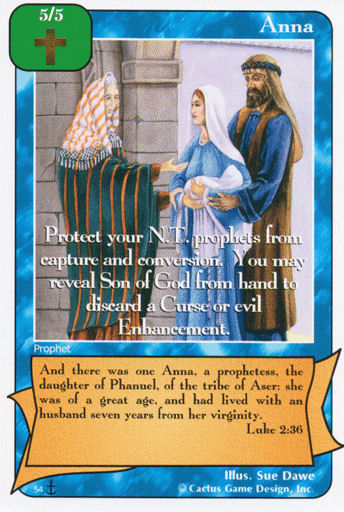 5/5
Anna
Protect your N.T. prophets from
capture and conversion. You may
reveal Son of God from hand to
discard a Curse or evil
Enhancement.
Prophet
And there was one Anna, a prophetess, the
daughter of Phanuel, of the tribe of Aser: she
was of a great age, and had lived with an
husband seven years from her virginity.
Luke 2:36
Illus. Sue Dawe
54
© Cactus Game Design, Inc.